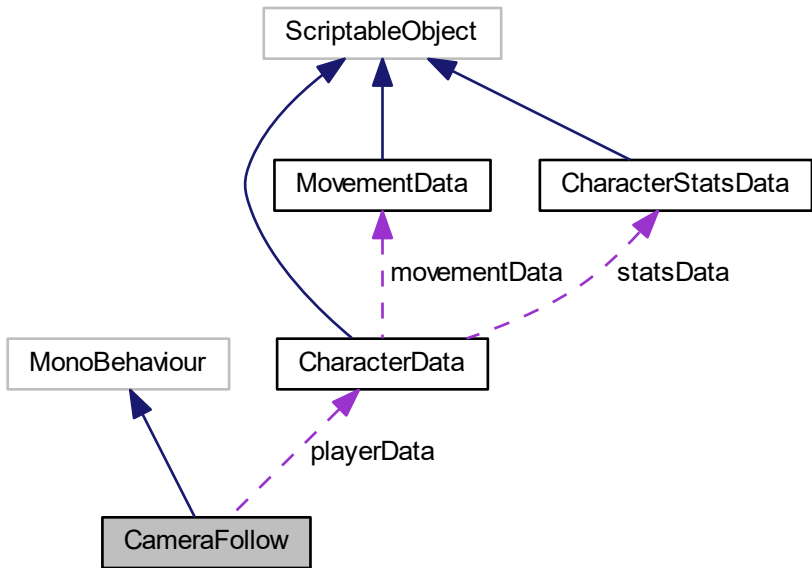 ScriptableObject
MovementData
CharacterStatsData
movementData
statsData
MonoBehaviour
CharacterData
playerData
CameraFollow